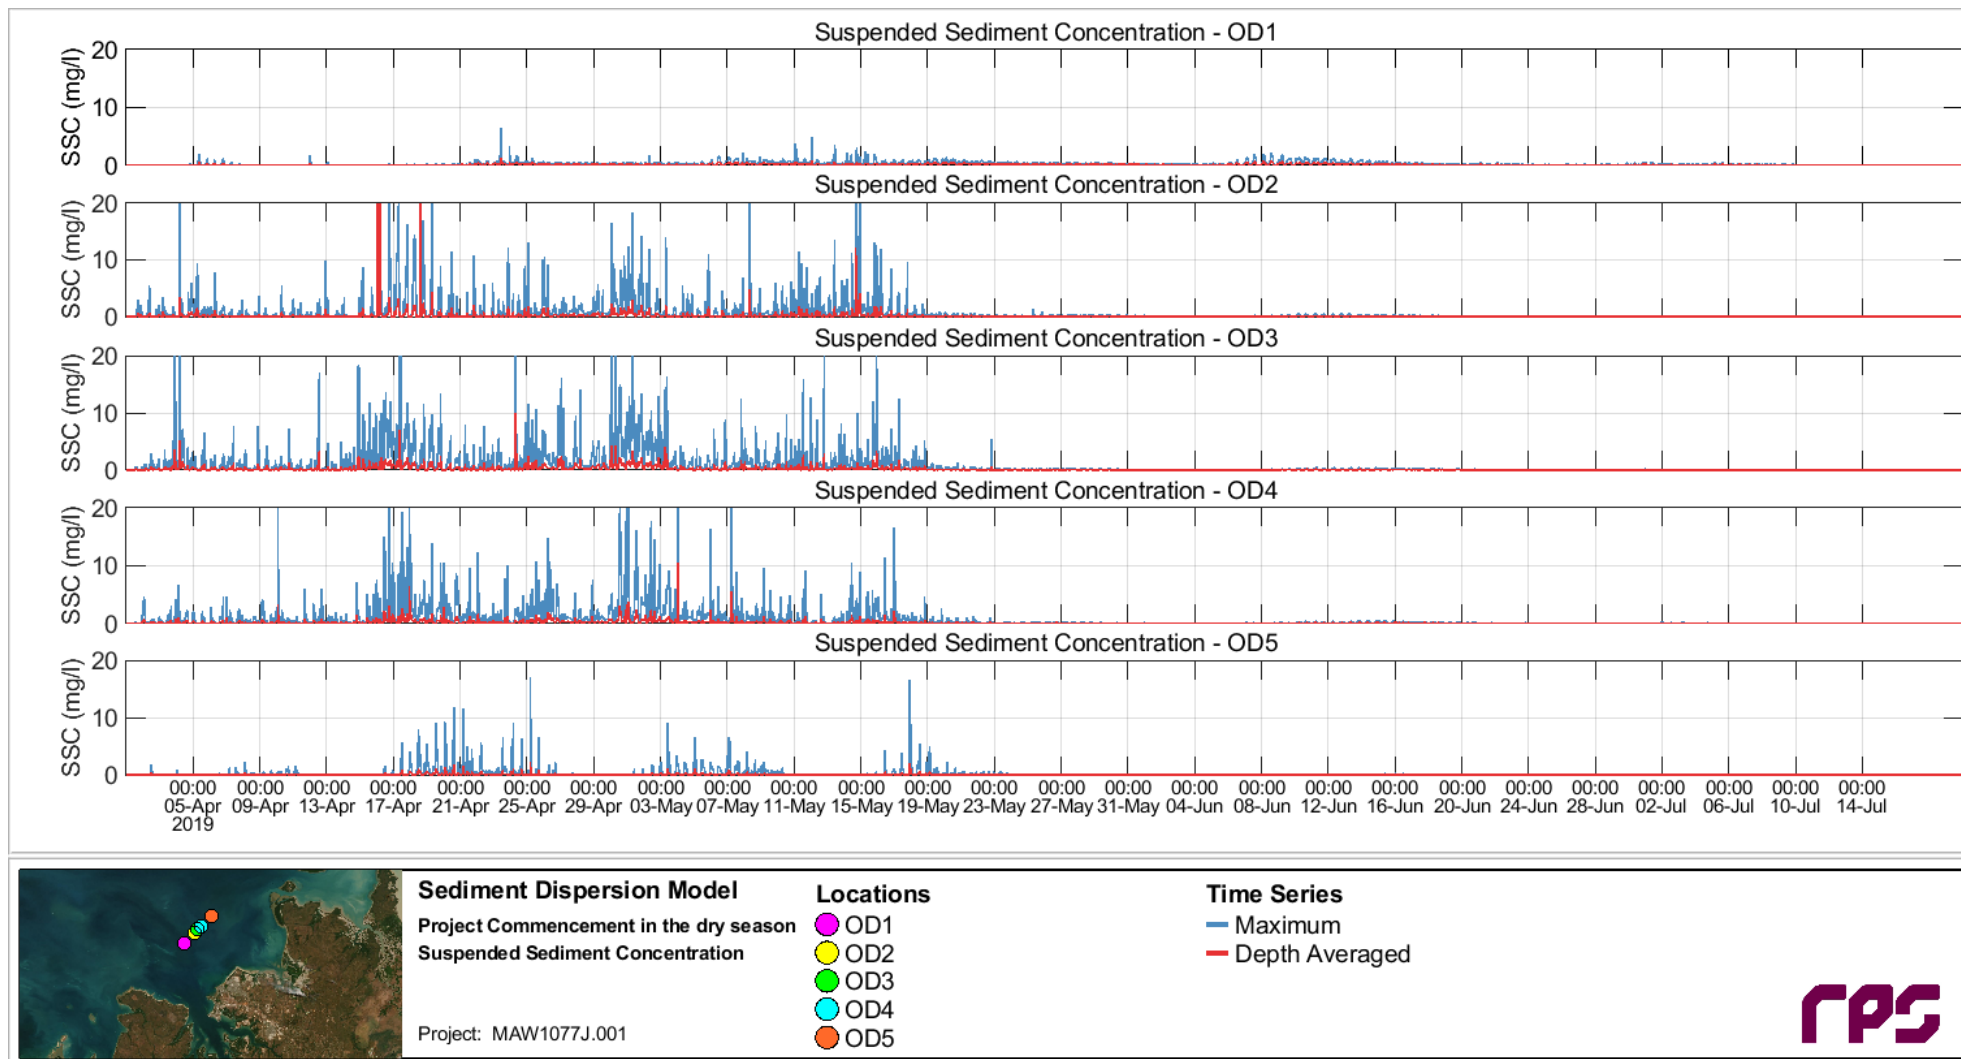 Suspended Sediment Concentration - OD1
SSC (mg/l)
20
10
0
Suspended Sediment Concentration - OD2
SSC (mg/l)
20
10
0
Suspended Sediment Concentration - OD3
SSC (mg/l)
20
10
0
Suspended Sediment Concentration - OD4
SSC (mg/l)
20
10
0
Suspended Sediment Concentration - OD5
SSC (mg/l)
20
10
0
00:00 00:00 00:00 00:00 00:00 00:00 00:00 00:00 00:00 00:00 00:00 00:00 00:00 00:00 00:00 00:00 00:00 00:00 00:00 00:00 00:00 00:00 00:00 00:00 00:00 00:00
05-Apr 09-Apr 13-Apr 17-Apr 21-Apr 25-Apr 29-Apr 03-May 07-May 11-May 15-May 19-May 23-May 27-May 31-May 04-Jun 08-Jun 12-Jun 16-Jun 20-Jun 24-Jun 28-Jun 02-Jul 06-Jul 10-Jul 14-Jul
2019
Sediment Dispersion Model
Project Commencement in the dry season
Suspended Sediment Concentration
Project: MAW1077J.001
Locations
OD1
OD2
OD3
OD4
OD5
Time Series
Maximum
Depth Averaged
rps